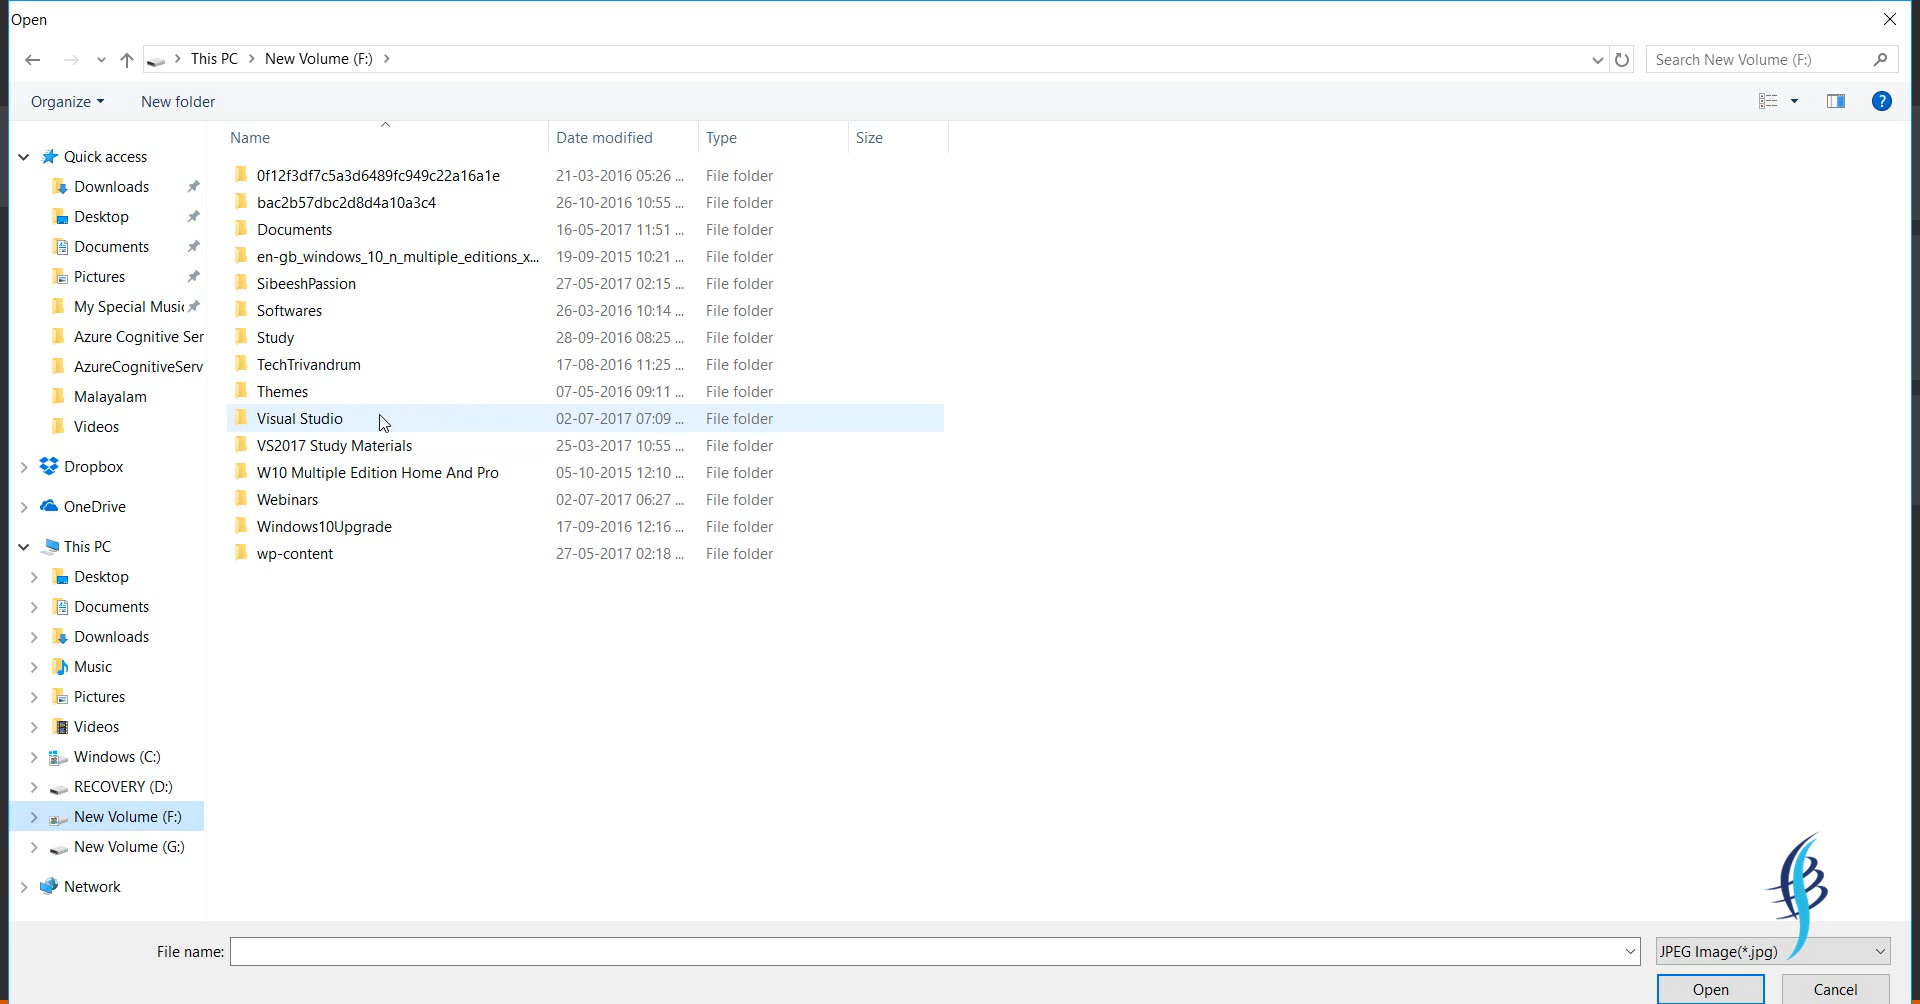 Open
This PC > New Volume (F:) >
Search New Volume (F:)
Organize
New folder
?
Name
Date modified
Type
Size
Quick access
Downloads
Desktop
Documents
Pictures
My Special Music
Azure Cognitive Ser
AzureCognitiveServ
Malayalam
Videos
Dropbox
OneDrive
This PC
Desktop
Documents
Downloads
Music
Pictures
Videos
Windows (C:)
RECOVERY (D:)
New Volume (F:)
New Volume (G:)
Network
0f12f3df7c5a3d6489fc949c22a16a1e 21-03-2016 05:26 ... File folder
bac2b57dbc2d8d4a10a3c4 26-10-2016 10:55 ... File folder
Documents 16-05-2017 11:51 ... File folder
en-gb_windows_10_n_multiple_editions_x... 19-09-2015 10:21 ... File folder
SibeeshPassion 27-05-2017 02:15 ... File folder
Softwares 26-03-2016 10:14 ... File folder
Study 28-09-2016 08:25 ... File folder
TechTrivandrum 17-08-2016 11:25 ... File folder
Themes 07-05-2016 09:11 ... File folder
Visual Studio 02-07-2017 07:09 ... File folder
VS2017 Study Materials 25-03-2017 10:55 ... File folder
W10 Multiple Edition Home And Pro 05-10-2015 12:10 ... File folder
Webinars 02-07-2017 06:27 ... File folder
Windows10Upgrade 17-09-2016 12:16 ... File folder
wp-content 27-05-2017 02:18 ... File folder
File name:
JPEG Image(*.jpg)
Open
Cancel